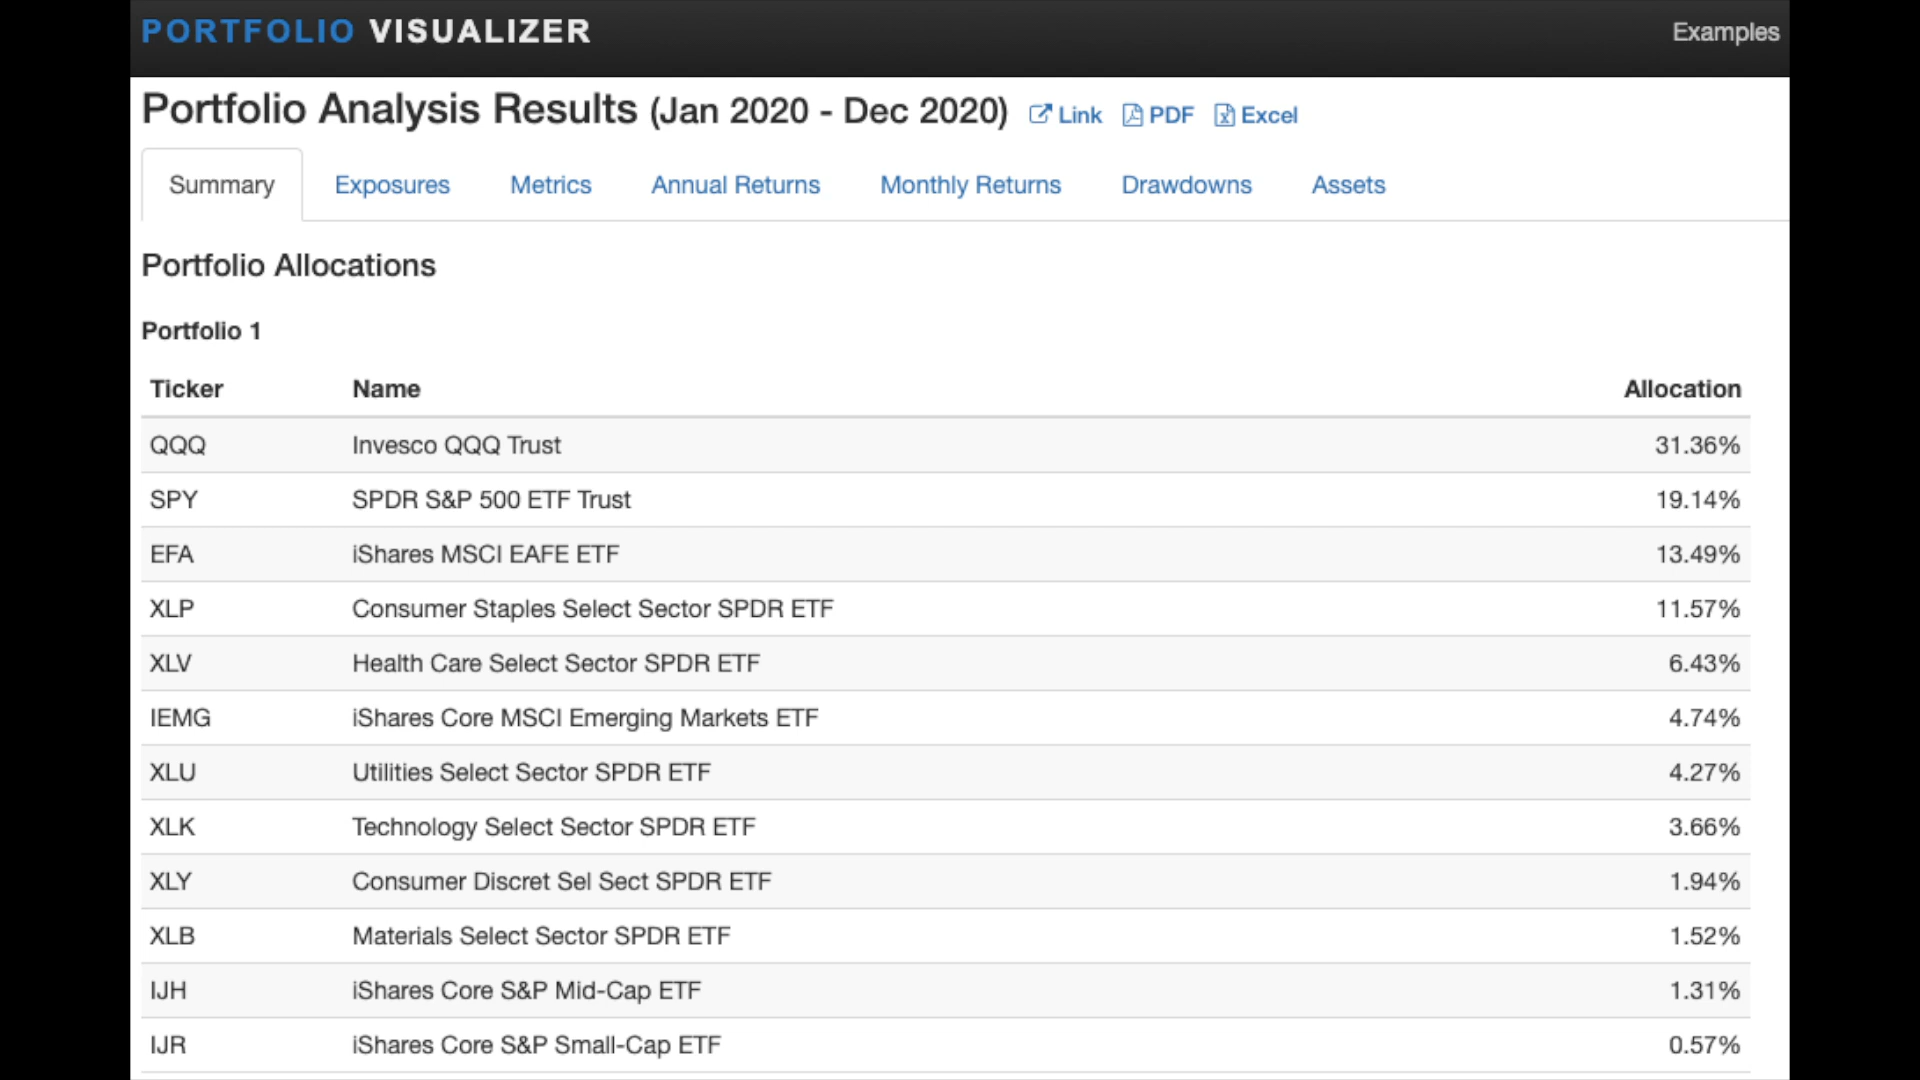 PORTFOLIO VISUALIZER Examples
Portfolio Analysis Results (Jan 2020 - Dec 2020) Link PDF Excel
Summary Exposures Metrics Annual Returns Monthly Returns Drawdowns Assets
Portfolio Allocations
Portfolio 1
Ticker Name Allocation
QQQ Invesco QQQ Trust 31.36%
SPY SPDR S&P 500 ETF Trust 19.14%
EFA iShares MSCI EAFE ETF 13.49%
XLP Consumer Staples Select Sector SPDR ETF 11.57%
XLV Health Care Select Sector SPDR ETF 6.43%
IEMG iShares Core MSCI Emerging Markets ETF 4.74%
XLU Utilities Select Sector SPDR ETF 4.27%
XLK Technology Select Sector SPDR ETF 3.66%
XLY Consumer Discret Sel Sect SPDR ETF 1.94%
XLB Materials Select Sector SPDR ETF 1.52%
IJH iShares Core S&P Mid-Cap ETF 1.31%
IJR iShares Core S&P Small-Cap ETF 0.57%